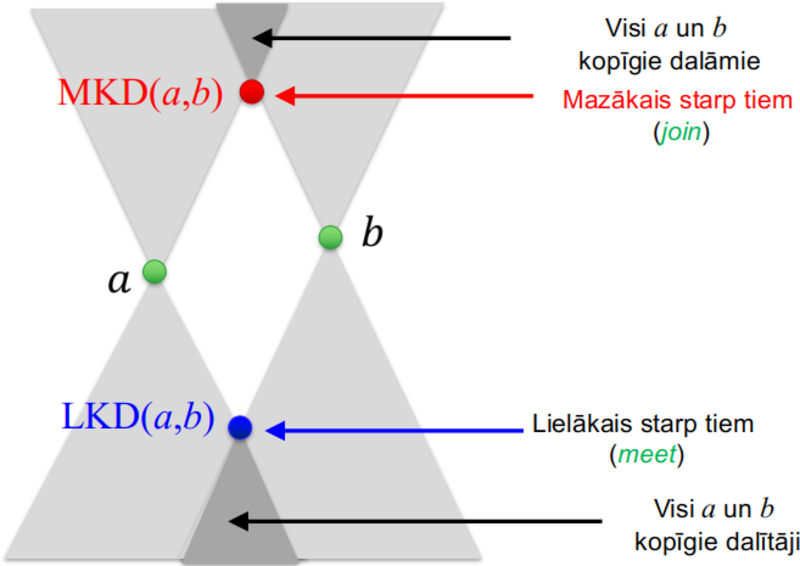 Visi a un b
kopīgie dalāmie
MKD(a,b)
Mazākais starp tiem
(join)
b
a
LKD(a,b)
Lielākais starp tiem
(meet)
Visi a un b
kopīgie dalītāji